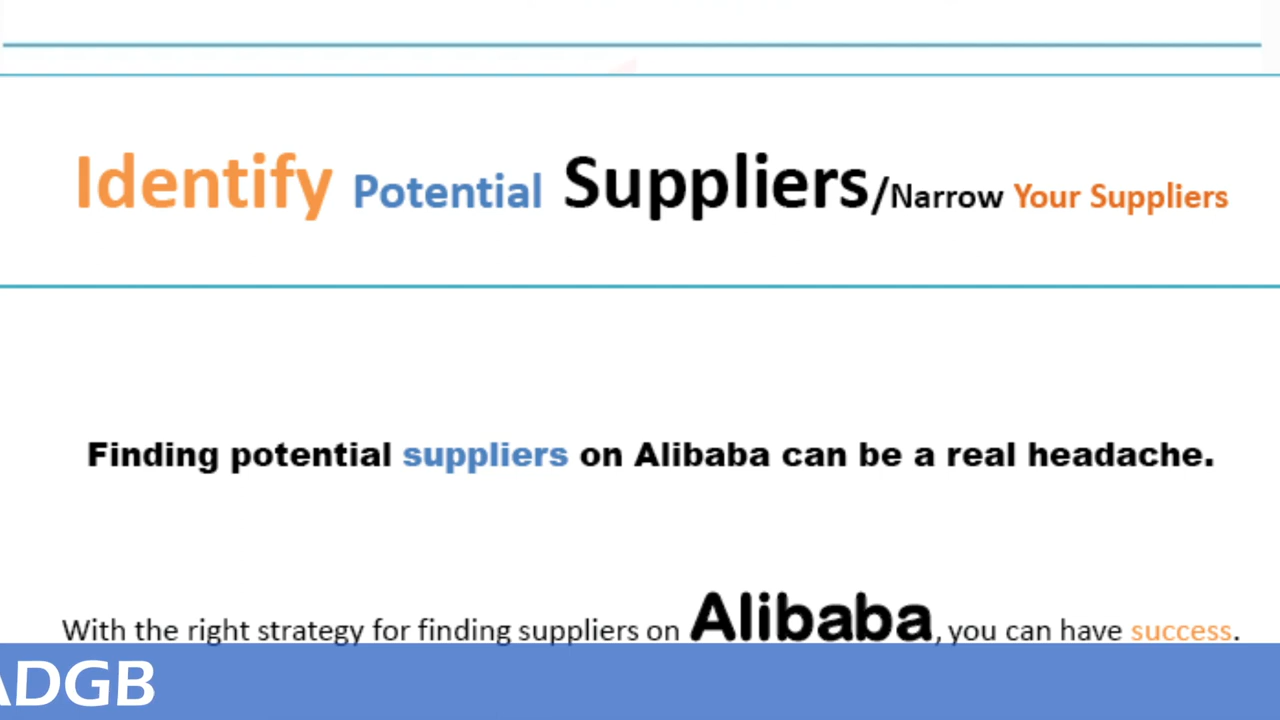 Identify Potential Suppliers/Narrow Your Suppliers
Finding potential suppliers on Alibaba can be a real headache.
With the right strategy for finding suppliers on Alibaba, you can have success.
ADGB